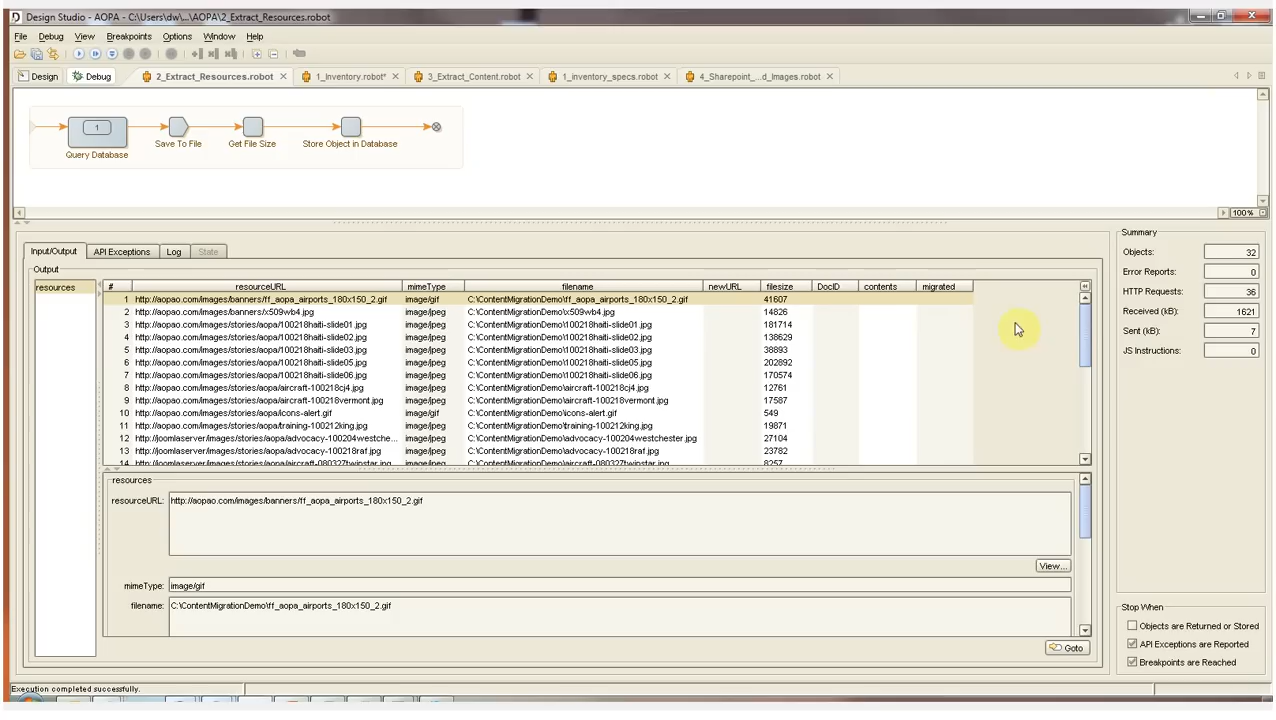 Design Studio - AOPA - C:\Users\dw\...\AOPA\2_Extract_Resources.robot
File Debug View Breakpoints Options Window Help
Design Debug 2_Extract_Resources.robot 1_Inventory.robot* 3_Extract_Content.robot 1_inventory_specs.robot 4_Sharepoint_...d_Images.robot
1
Query Database Save To File Get File Size Store Object in Database
100%
Input/Output API Exceptions Log State
Output
resources
# resourceURL mimeType filename newURL filesize DocID contents migrated
1 http://aopao.com/images/banners/ff_aopa_airports_180x150_2.gif image/gif C:\ContentMigrationDemo\ff_aopa_airports_180x150_2.gif 41607
2 http://aopao.com/images/banners/x509wb4.jpg image/jpeg C:\ContentMigrationDemo\x509wb4.jpg 14826
3 http://aopao.com/images/stories/aopa/100218haiti-slide01.jpg image/jpeg C:\ContentMigrationDemo\100218haiti-slide01.jpg 181714
4 http://aopao.com/images/stories/aopa/100218haiti-slide02.jpg image/jpeg C:\ContentMigrationDemo\100218haiti-slide02.jpg 138629
5 http://aopao.com/images/stories/aopa/100218haiti-slide03.jpg image/jpeg C:\ContentMigrationDemo\100218haiti-slide03.jpg 38893
6 http://aopao.com/images/stories/aopa/100218haiti-slide05.jpg image/jpeg C:\ContentMigrationDemo\100218haiti-slide05.jpg 202892
7 http://aopao.com/images/stories/aopa/100218haiti-slide06.jpg image/jpeg C:\ContentMigrationDemo\100218haiti-slide06.jpg 170574
8 http://aopao.com/images/stories/aopa/aircraft-100218cj4.jpg image/jpeg C:\ContentMigrationDemo\aircraft-100218cj4.jpg 12761
9 http://aopao.com/images/stories/aopa/aircraft-100218vermont.jpg image/jpeg C:\ContentMigrationDemo\aircraft-100218vermont.jpg 17587
10 http://aopao.com/images/stories/aopa/icons-alert.gif image/gif C:\ContentMigrationDemo\icons-alert.gif 549
11 http://aopao.com/images/stories/aopa/training-100212king.jpg image/jpeg C:\ContentMigrationDemo\training-100212king.jpg 19871
12 http://joomlaserver/images/stories/aopa/advocacy-100204westche... image/jpeg C:\ContentMigrationDemo\advocacy-100204westchester.jpg 27104
13 http://joomlaserver/images/stories/aopa/advocacy-100218raf.jpg image/jpeg C:\ContentMigrationDemo\advocacy-100218raf.jpg 23782
14 http://joomlaserver/images/stories/aopa/aircraft-080327twinstar.jpg image/jpeg C:\ContentMigrationDemo\aircraft-080327twinstar.jpg 8257
resources
resourceURL: http://aopao.com/images/banners/ff_aopa_airports_180x150_2.gif
View...
mimeType: image/gif
filename: C:\ContentMigrationDemo\ff_aopa_airports_180x150_2.gif
Goto
Summary
Objects: 32
Error Reports: 0
HTTP Requests: 36
Received (kB): 1621
Sent (kB): 7
JS Instructions: 0
Stop When
Objects are Returned or Stored
API Exceptions are Reported
Breakpoints are Reached
Execution completed successfully.